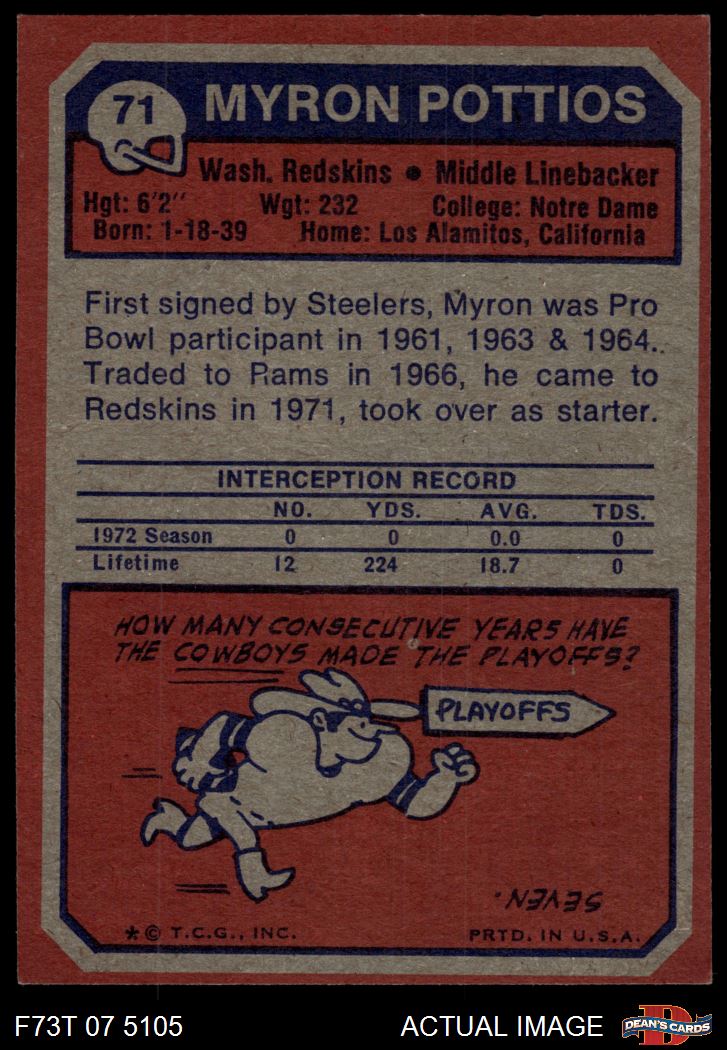 71 MYRON POTTIOS
Wash. Redskins ● Middle Linebacker
Hgt: 6'2" Wgt: 232 College: Notre Dame
Born: 1-18-39 Home: Los Alamitos, California
First signed by Steelers, Myron was Pro
Bowl participant in 1961, 1963 & 1964..
Traded to Rams in 1966, he came to
Redskins in 1971, took over as starter.
INTERCEPTION RECORD
NO. YDS. AVG. TDS.
1972 Season 0 0 0.0 0
Lifetime 12 224 18.7 0
HOW MANY CONSECUTIVE YEARS HAVE
THE COWBOYS MADE THE PLAYOFFS?
PLAYOFFS
SEVEN.
*© T.C.G., INC. PRTD. IN U.S.A.
F73T 07 5105 ACTUAL IMAGE D DEAN'S CARDS